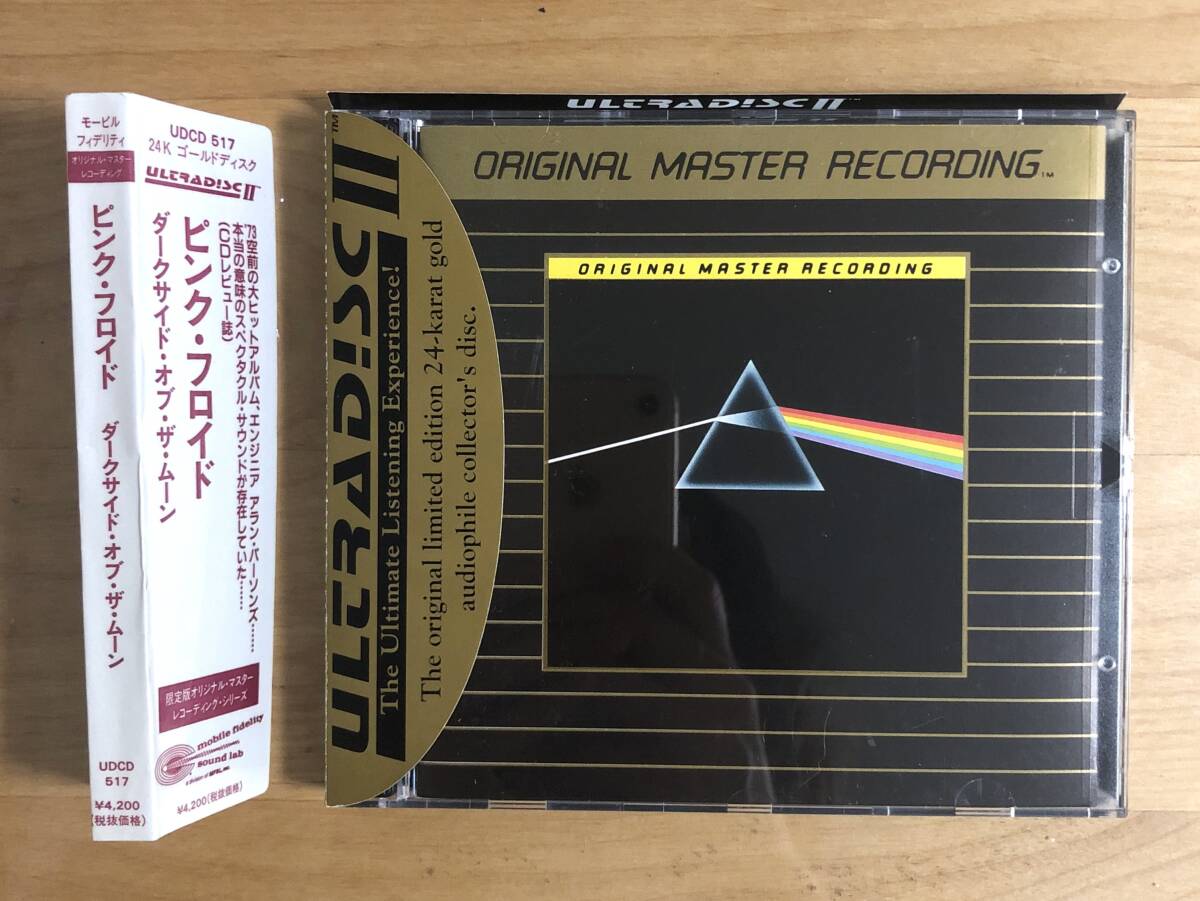 モービル
フィデリティ
オリジナル・マスター
レコーディング
ピンク・フロイド
ダークサイド・オブ・ザ・ムーン
UDCD
517
¥4,200
(税抜価格)
UDCD 517
24K ゴールドディスク
ULTRADISC II™
ピンク・フロイド
ダークサイド・オブ・ザ・ムーン
'73空前の大ヒットアルバム、エンジニア アラン・パーソンズ……
本当の意味のスペクタクル・サウンドが存在していた……
(CDレビュー誌)
限定版オリジナル・マスター
レコーディング・シリーズ
mobile fidelity
sound lab
a division of MFSL, INC.
¥4,200(税抜価格)
ULTRADISC II™
ULTRADISC II™
The Ultimate Listening Experience!
The original limited edition 24-karat gold
audiophile collector's disc.
ORIGINAL MASTER RECORDING™
ORIGINAL MASTER RECORDING